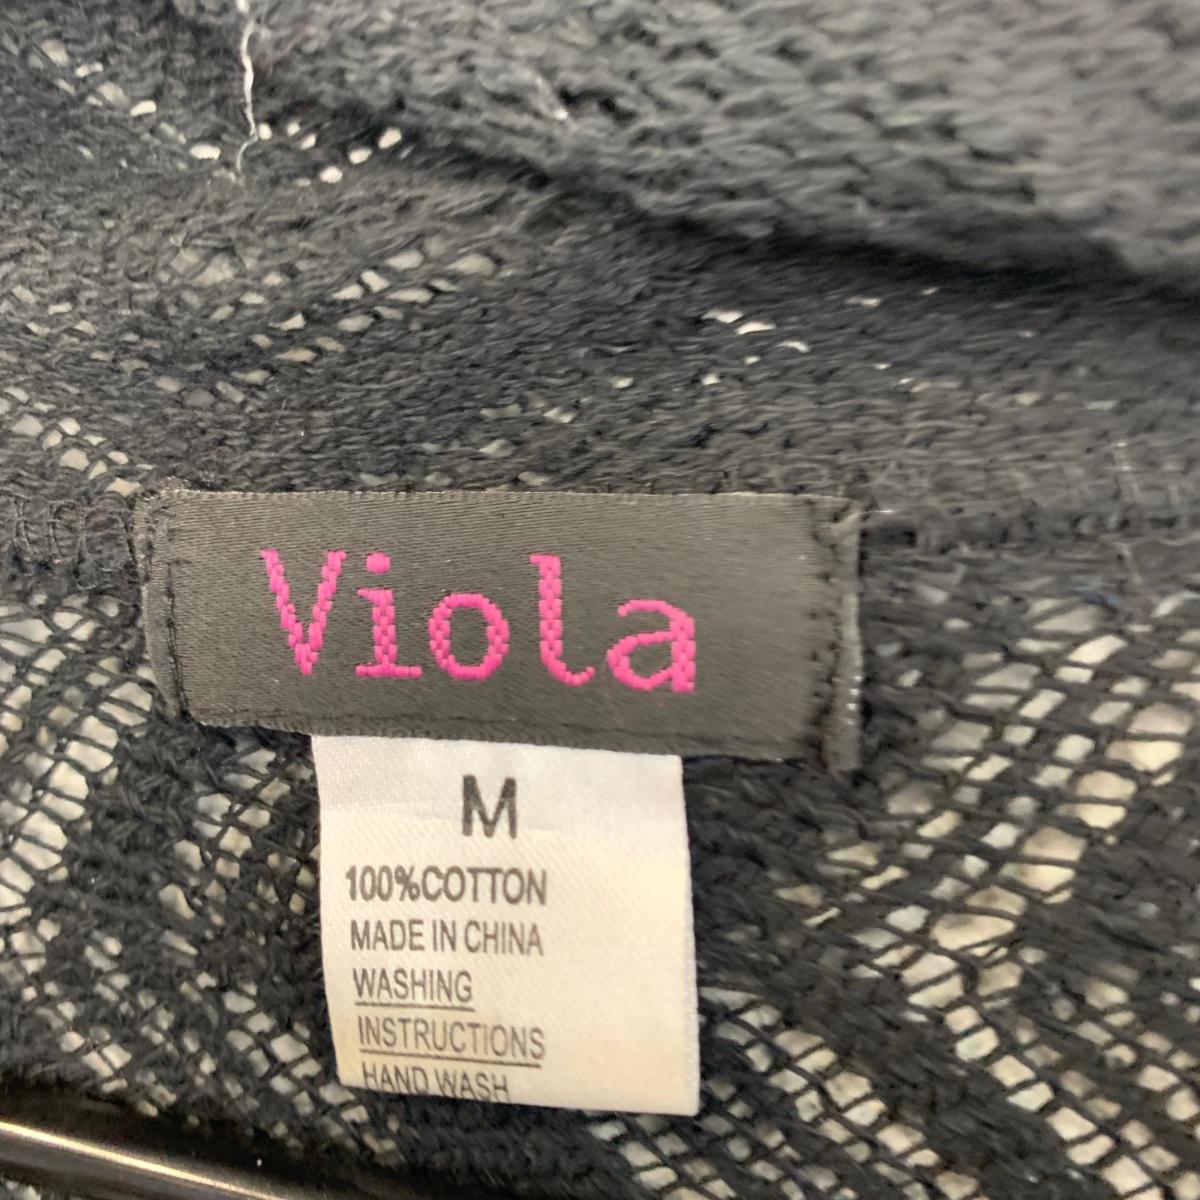 Viola
M
100%COTTON
MADE IN CHINA
WASHING
INSTRUCTIONS
HAND WASH